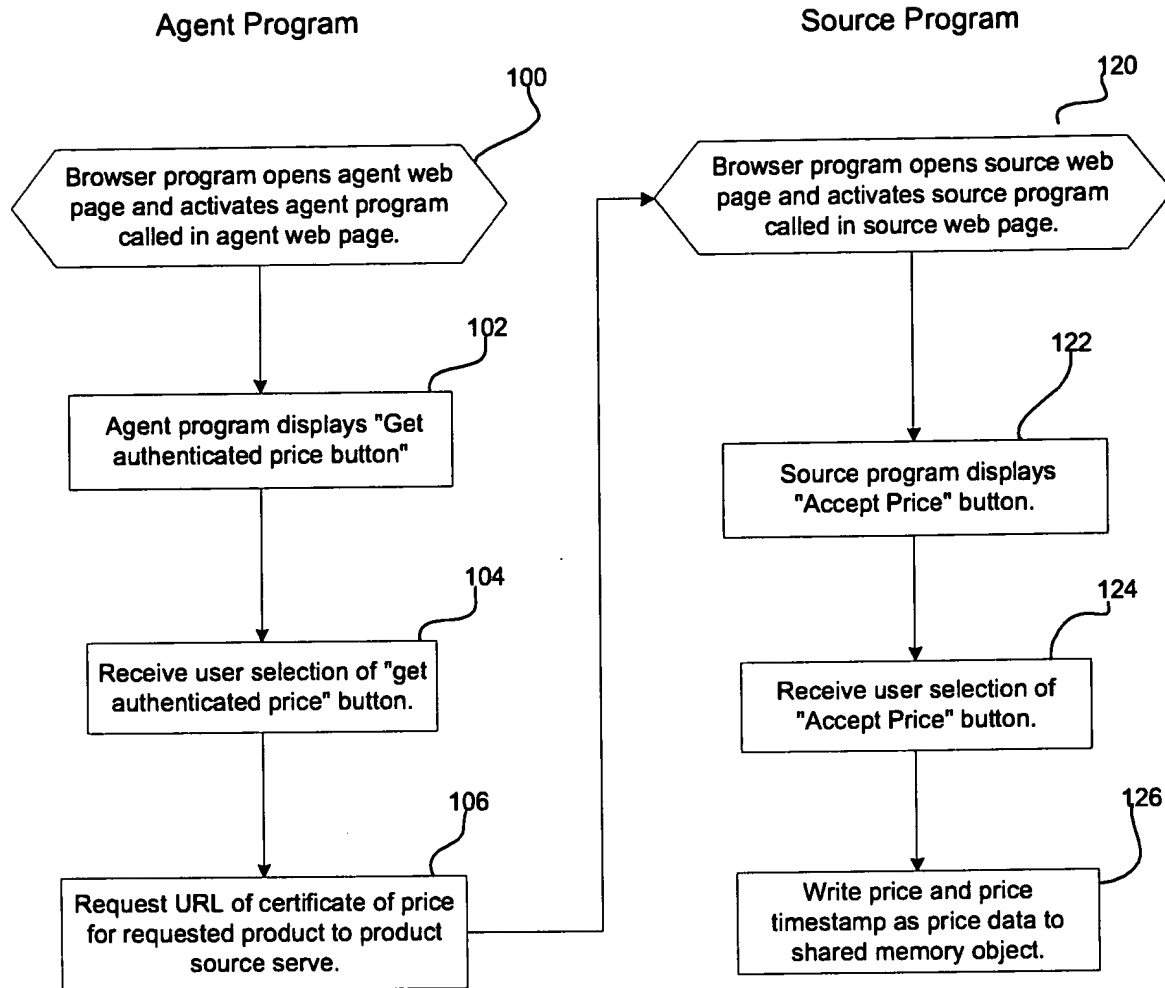 Agent Program
100
Browser program opens agent web
page and activates agent program
called in agent web page.
102
Agent program displays "Get
authenticated price button"
104
Receive user selection of "get
authenticated price" button.
106
Request URL of certificate of price
for requested product to product
source serve.
Source Program
120
Browser program opens source web
page and activates source program
called in source web page.
122
Source program displays
"Accept Price" button.
124
Receive user selection of
"Accept Price" button.
126
Write price and price
timestamp as price data to
shared memory object.